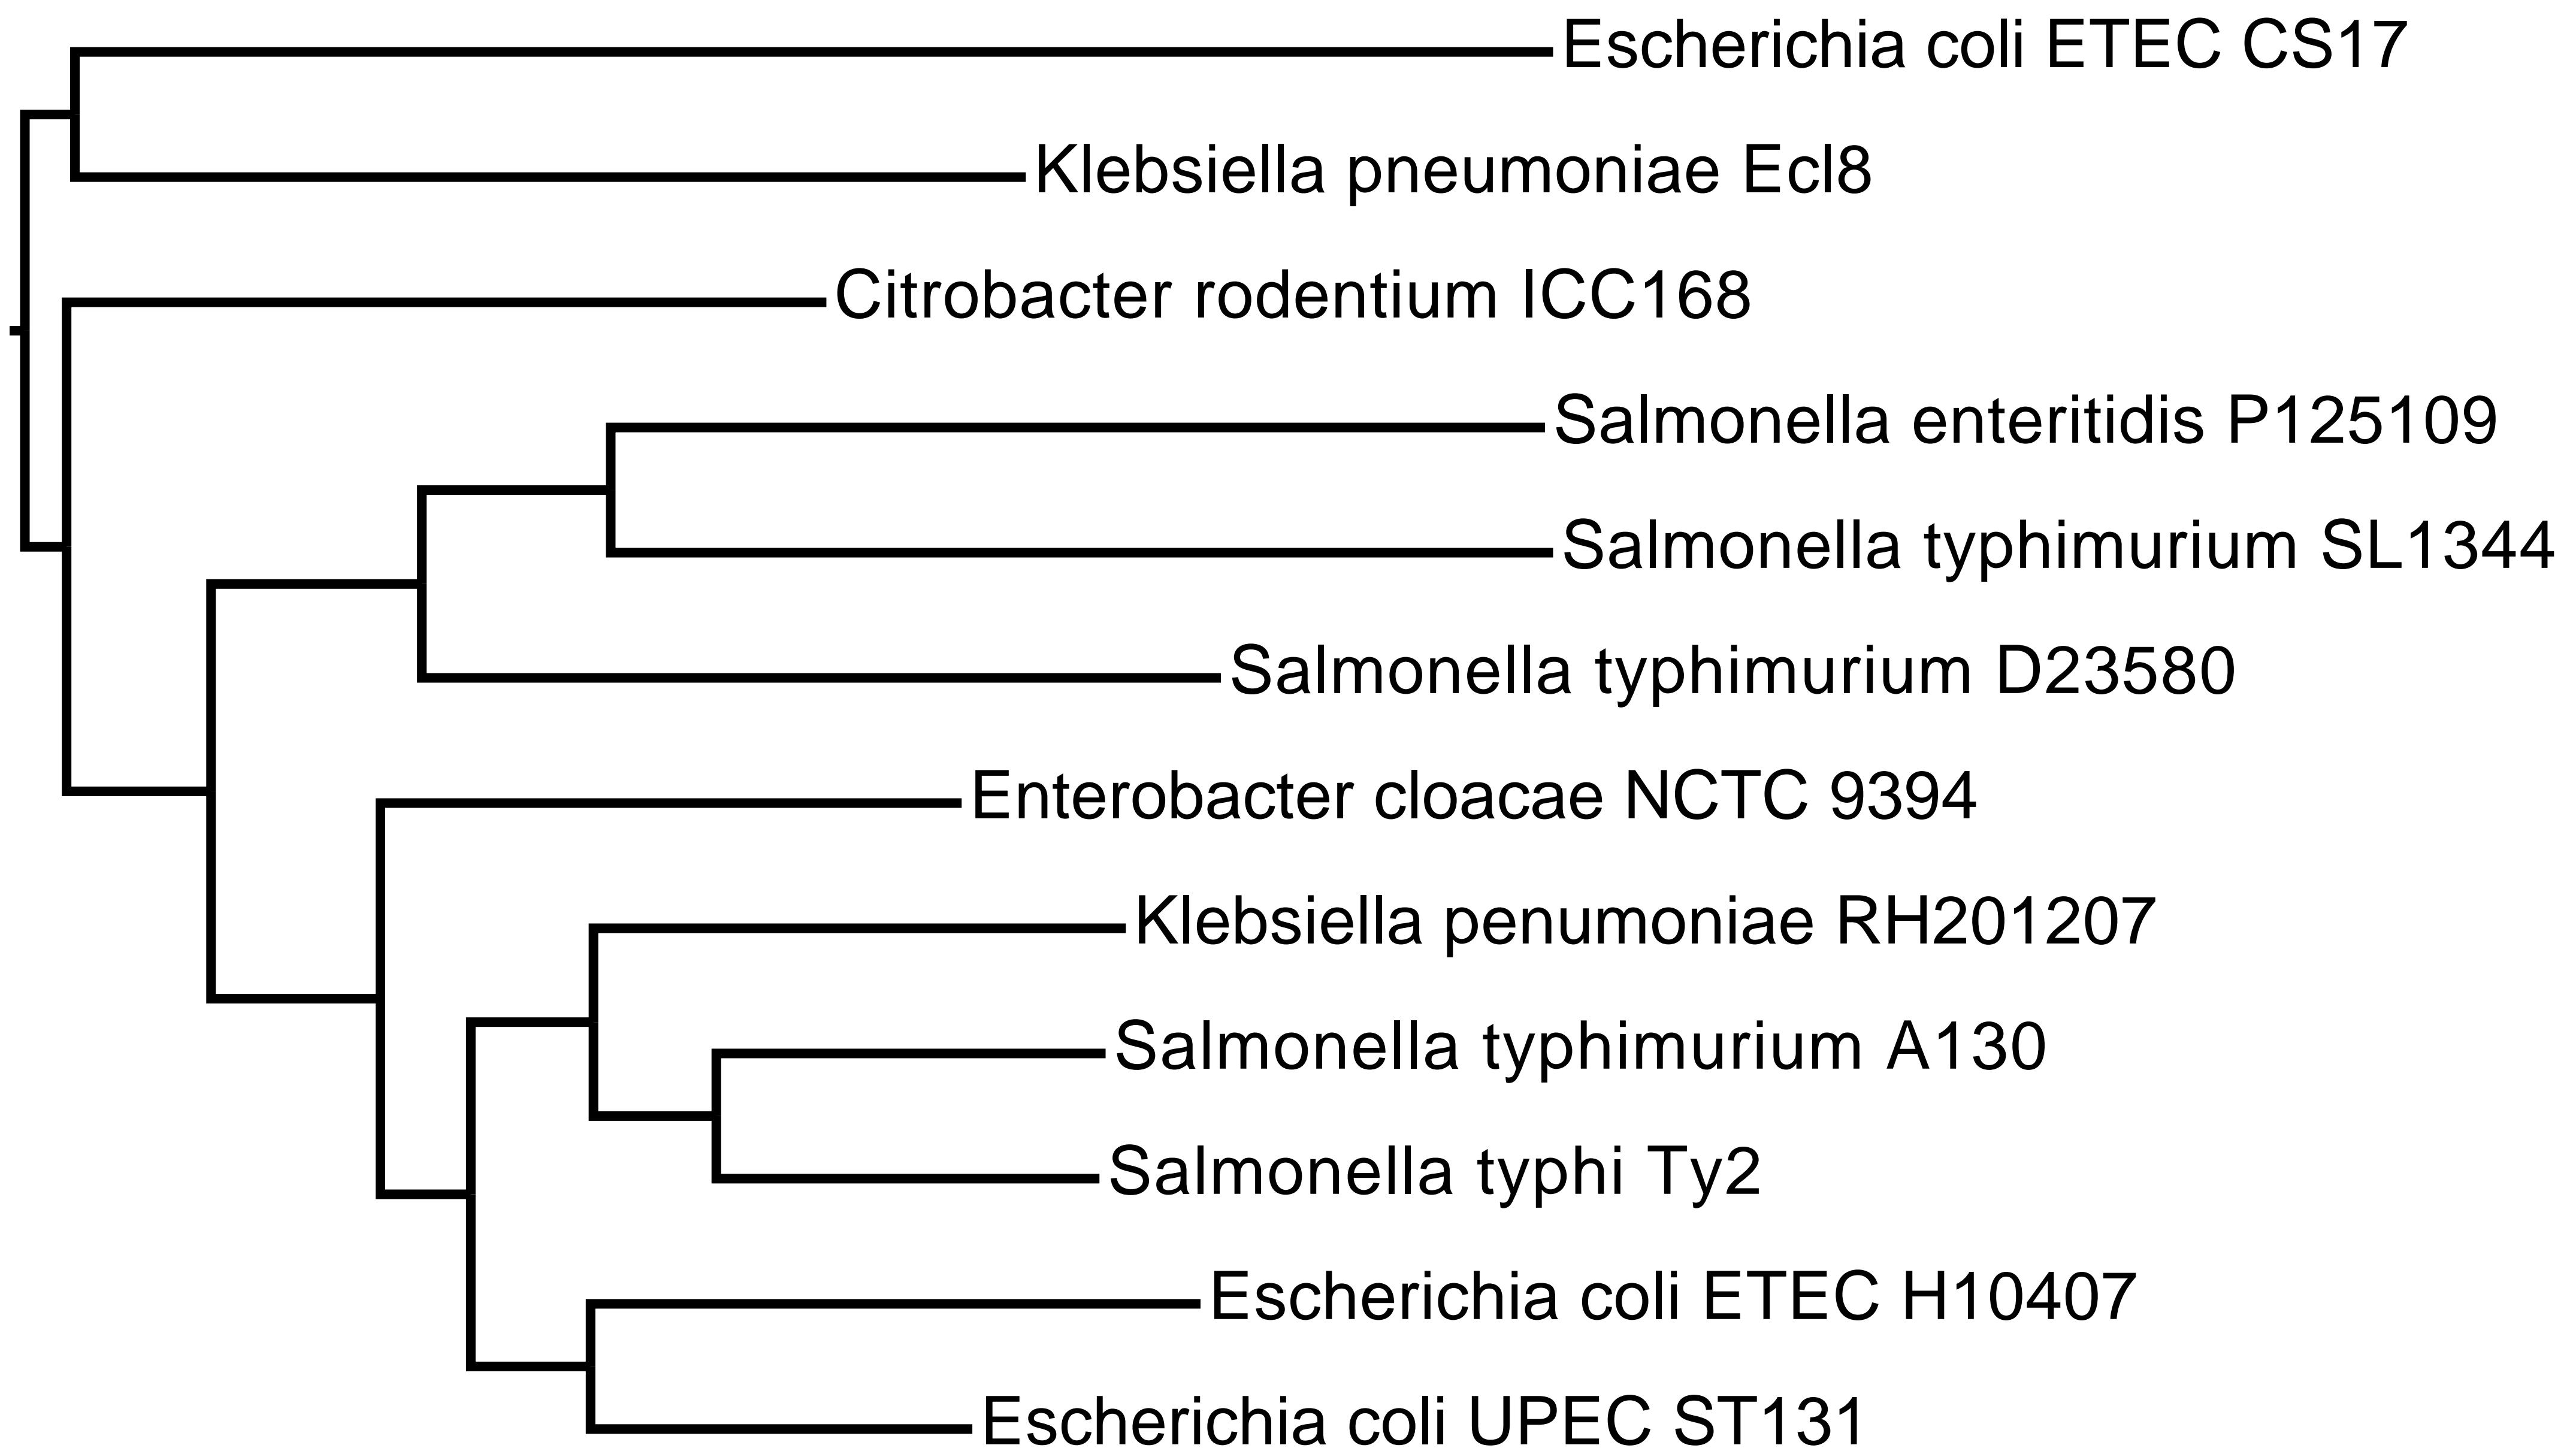 Escherichia coli ETEC CS17
Klebsiella pneumoniae Ecl8
Citrobacter rodentium ICC168
Salmonella enteritidis P125109
Salmonella typhimurium SL1344
Salmonella typhimurium D23580
Enterobacter cloacae NCTC 9394
Klebsiella penumoniae RH201207
Salmonella typhimurium A130
Salmonella typhi Ty2
Escherichia coli ETEC H10407
Escherichia coli UPEC ST131